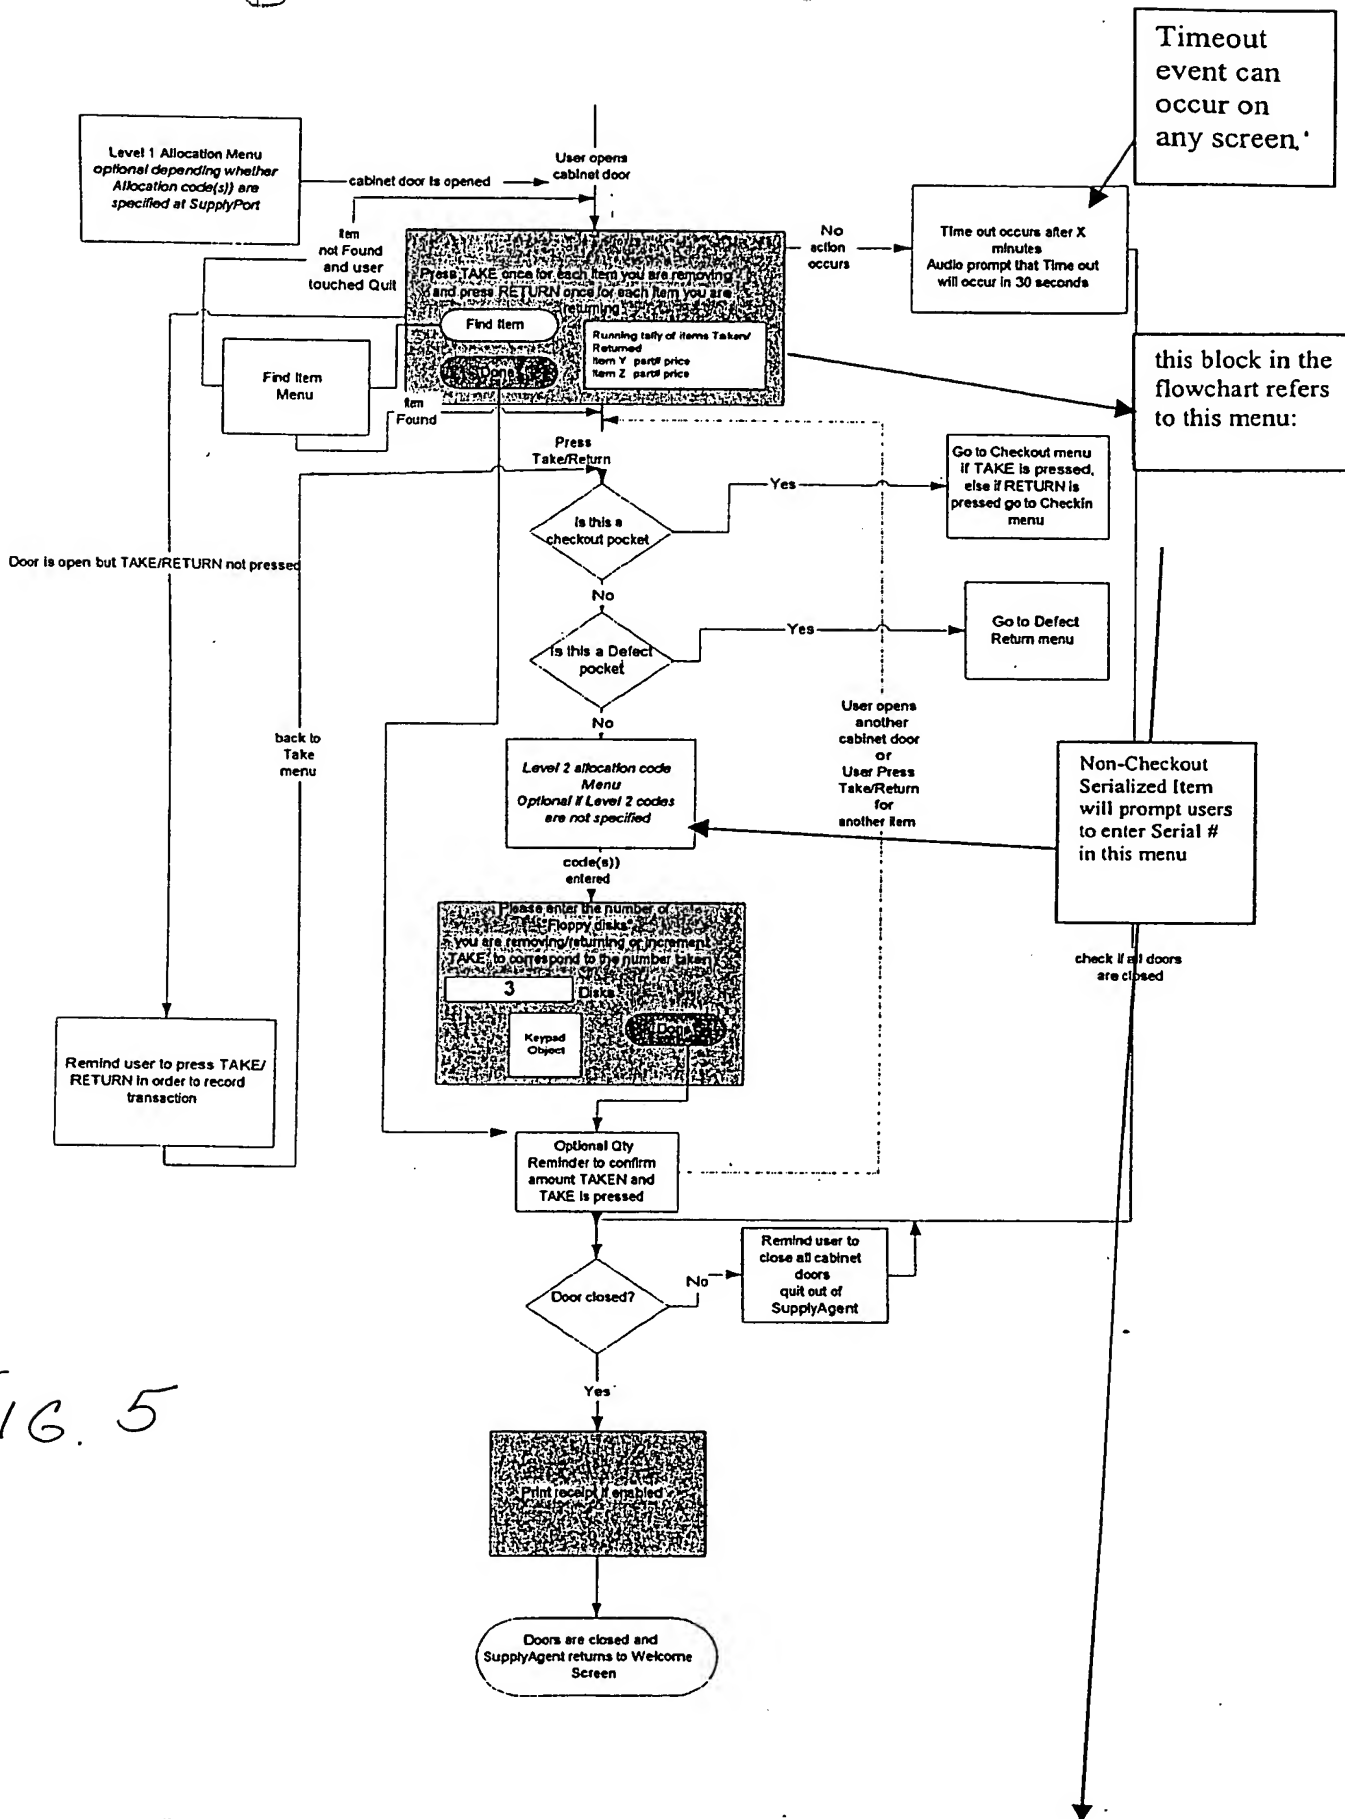 Timeout
event can
occur on
any screen.
Level 1 Allocation Menu
optional depending whether
Allocation code(s)) are
specified at SupplyPort
cabinet door is opened
User opens
cabinet door
Item
not Found
and user
touched Quit
No
action
occurs
Time out occurs after X
minutes
Audio prompt that Time out
will occur in 30 seconds
Press TAKE once for each item you are removing
and press RETURN once for each item you are
returning
Find Item
Done
Running tally of items Taken/
Returned
Item Y part# price
Item Z part# price
this block in the
flowchart refers
to this menu:
Find Item
Menu
Item
Found
Press
Take/Return
Go to Checkout menu
if TAKE is pressed,
else if RETURN is
pressed go to Checkin
menu
Yes
Is this a
checkout pocket
Door is open but TAKE/RETURN not pressed
No
Is this a Defect
pocket
Yes
Go to Defect
Return menu
No
back to
Take
menu
User opens
another
cabinet door
or
User Press
Take/Return
for
another item
Level 2 allocation code
Menu
Optional if Level 2 codes
are not specified
Non-Checkout
Serialized Item
will prompt users
to enter Serial #
in this menu
code(s))
entered
Please enter the number of
"Floppy disks"
you are removing/returning or increment
TAKE to correspond to the number taken
3
Disks
Keypad
Object
Done
check if all doors
are closed
Remind user to press TAKE/
RETURN in order to record
transaction
Optional Qty
Reminder to confirm
amount TAKEN and
TAKE is pressed
Door closed?
No
Remind user to
close all cabinet
doors
quit out of
SupplyAgent
Yes
IG. 5
Print receipt if enabled
Doors are closed and
SupplyAgent returns to Welcome
Screen